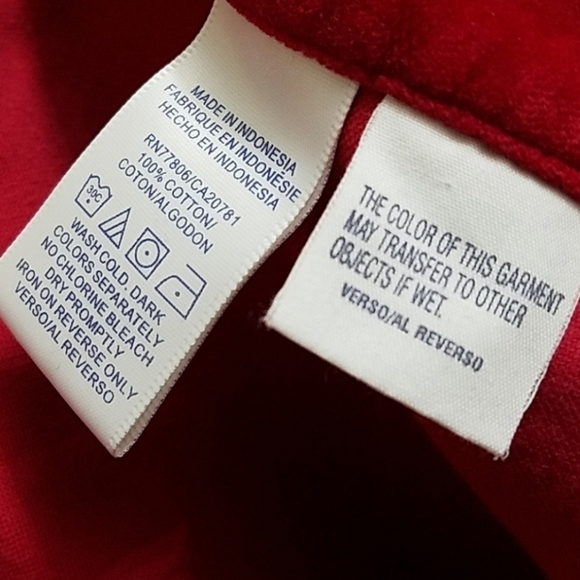 MADE IN INDONESIA
FABRIQUE EN INDONÉSIE
HECHO EN INDONESIA
RN77806/CA20781
100% COTTON/
COTON/ALGODON
30C
WASH COLD, DARK
COLORS SEPARATELY
NO CHLORINE BLEACH
DRY PROMPTLY
IRON ON REVERSE ONLY
VERSO/AL REVERSO
THE COLOR OF THIS GARMENT
MAY TRANSFER TO OTHER
OBJECTS IF WET.
VERSO/AL REVERSO